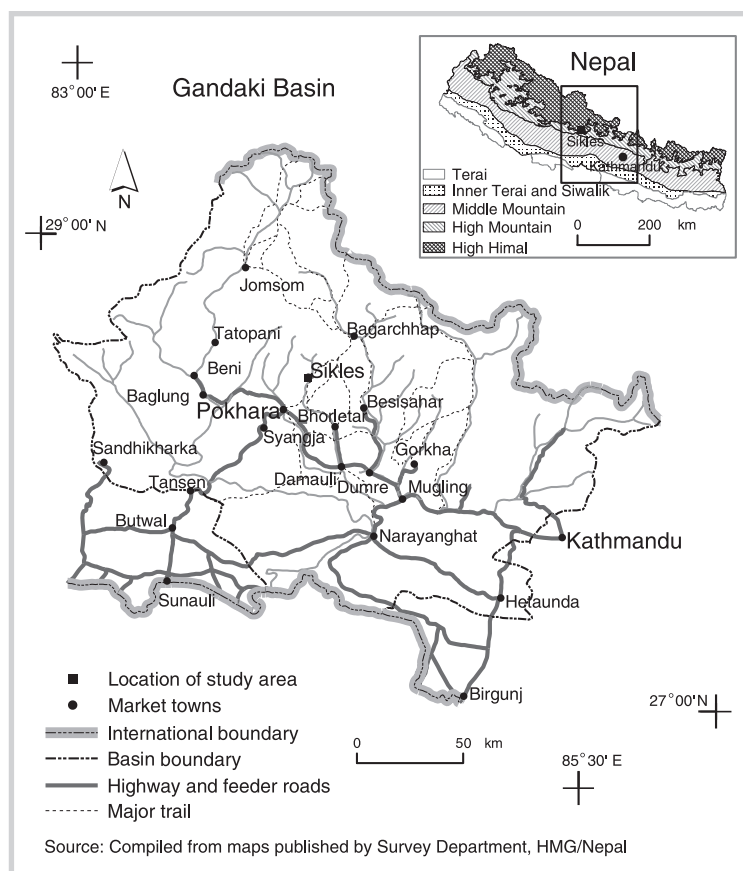 83°00' E
Gandaki Basin
Nepal
Sikles
Kathmandu
Terai
Inner Terai and Siwalik
Middle Mountain
High Mountain
High Himal
0 200 km
N
29°00' N
Jomsom
Tatopani
Bagarchhap
Beni
Sikles
Baglung
Pokhara
Bhorletar
Besisahar
Syangja
Gorkha
Sandhikharka
Tansen
Damauli
Dumre
Mugling
Butwal
Narayanghat
Kathmandu
Sunauli
Hetaunda
Birgunj
Location of study area
Market towns
International boundary
Basin boundary
Highway and feeder roads
Major trail
0 50 km
27°00' N
85°30' E
Source: Compiled from maps published by Survey Department, HMG/Nepal